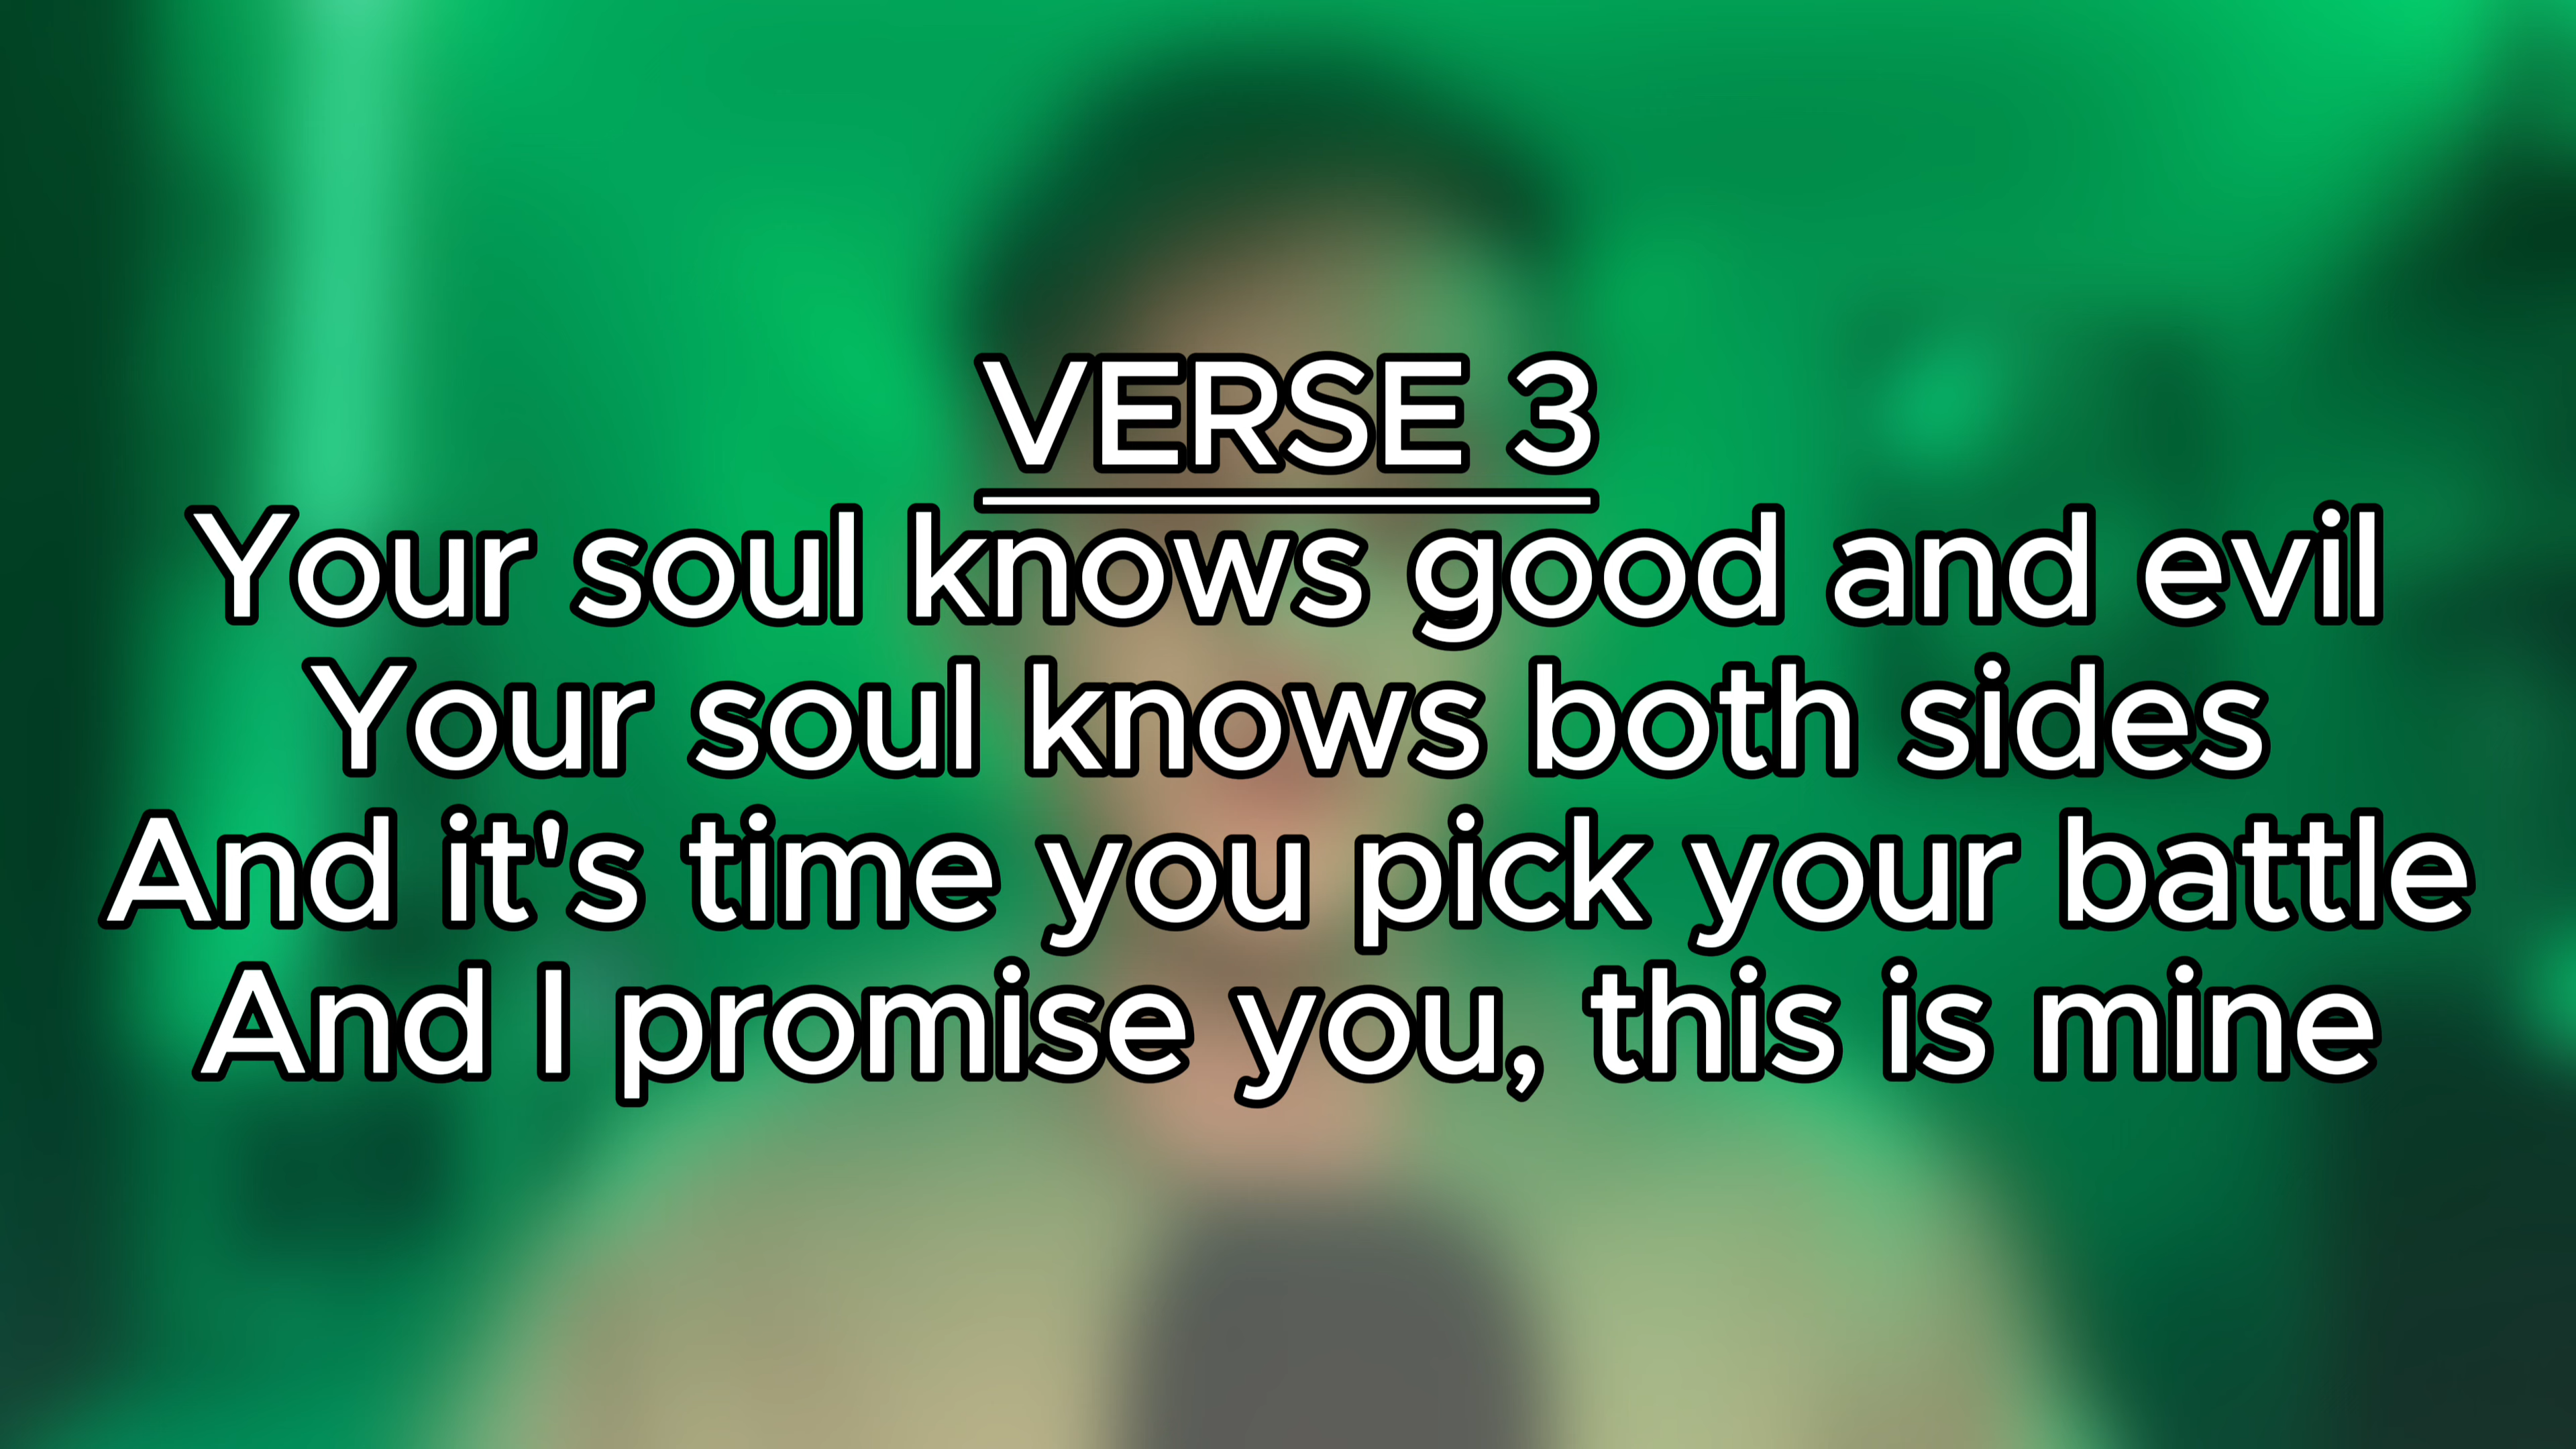 VERSE 3
Your soul knows good and evil
Your soul knows both sides
And it's time you pick your battle
And I promise you, this is mine